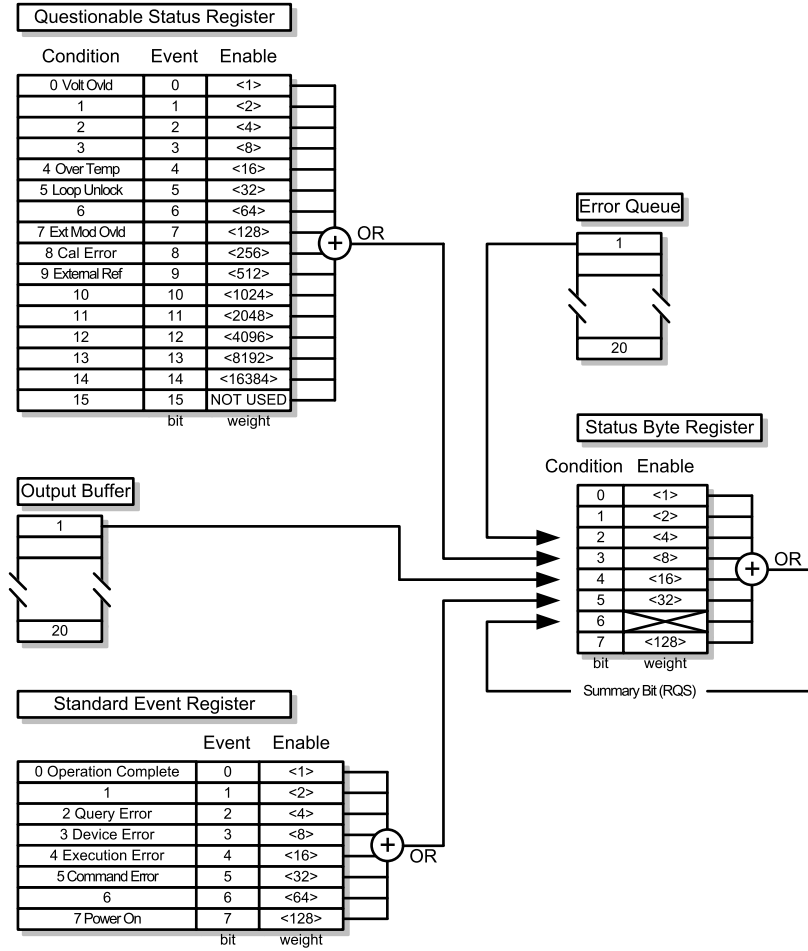 Questionable Status Register
Condition Event Enable
0 Volt Ovld 0 <1>
1 1 <2>
2 2 <4>
3 3 <8>
4 Over Temp 4 <16>
5 Loop Unlock 5 <32>
6 6 <64>
7 Ext Mod Ovld 7 <128>
8 Cal Error 8 <256>
9 External Ref 9 <512>
10 10 <1024>
11 11 <2048>
12 12 <4096>
13 13 <8192>
14 14 <16384>
15 15 NOT USED
bit weight
+ OR
Error Queue
1
20
Output Buffer
1
20
Status Byte Register
Condition Enable
0 <1>
1 <2>
2 <4>
3 <8>
4 <16>
5 <32>
6
7 <128>
bit weight
+ OR
Summary Bit (RQS)
Standard Event Register
Event Enable
0 Operation Complete 0 <1>
1 1 <2>
2 Query Error 2 <4>
3 Device Error 3 <8>
4 Execution Error 4 <16>
5 Command Error 5 <32>
6 6 <64>
7 Power On 7 <128>
bit weight
+ OR